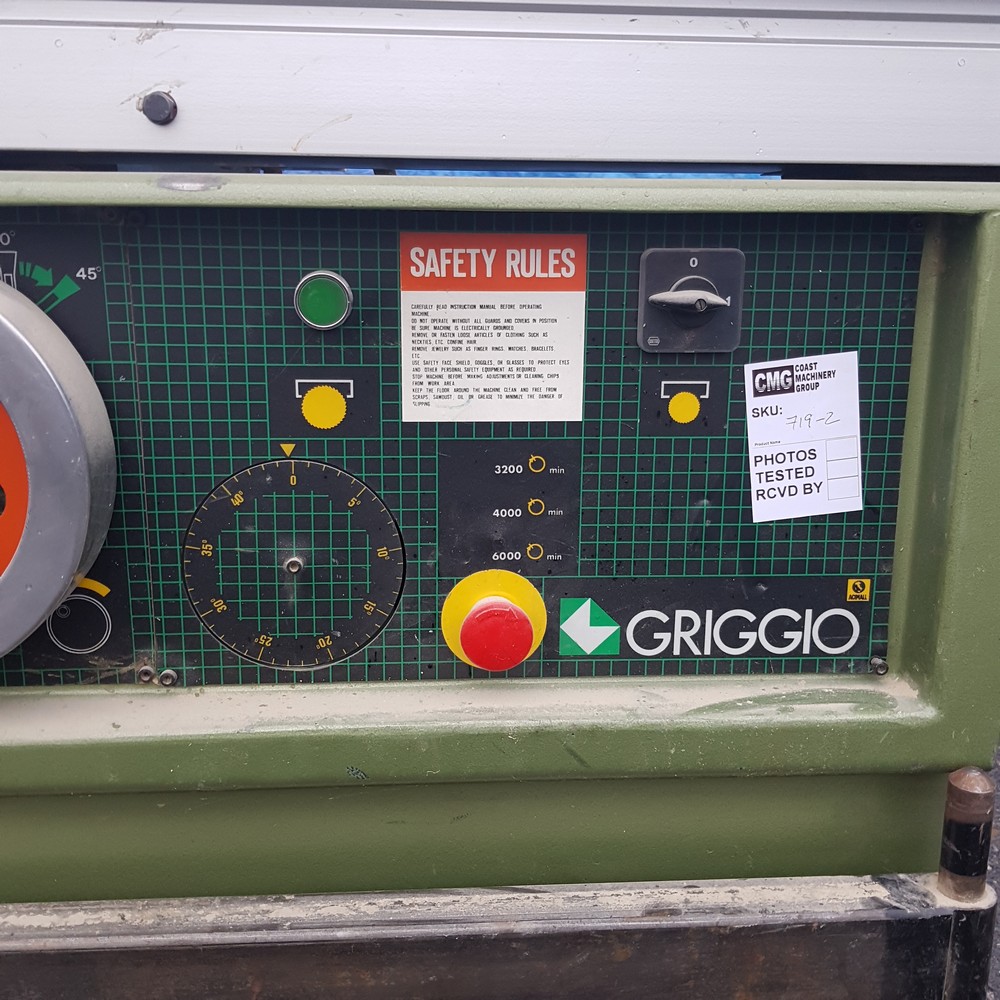 0°
45°
SAFETY RULES
CAREFULLY READ INSTRUCTION MANUAL BEFORE OPERATING
MACHINE
DO NOT OPERATE WITHOUT ALL GUARDS AND COVERS IN POSITION
BE SURE MACHINE IS ELECTRICALLY GROUNDED
REMOVE OR FASTEN LOOSE ARTICLES OF CLOTHING SUCH AS
NECKTIES, ETC. CONFINE HAIR.
REMOVE JEWELRY SUCH AS FINGER RINGS, WATCHES, BRACELETS,
ETC.
USE SAFETY FACE SHIELD, GOGGLES, OR GLASSES TO PROTECT EYES
AND OTHER PERSONAL SAFETY EQUIPMENT AS REQUIRED
STOP MACHINE BEFORE MAKING ADJUSTMENTS OR CLEANING CHIPS
FROM WORK AREA
KEEP THE FLOOR AROUND THE MACHINE CLEAN AND FREE FROM
SCRAPS, SAWDUST, OIL OR GREASE TO MINIMIZE THE DANGER OF
SLIPPING
0
CMG COAST MACHINERY GROUP
SKU: 719-2
Product Name
PHOTOS
TESTED
RCVD BY
0
5°
10°
15°
20°
25°
30°
35°
40°
3200 min
4000 min
6000 min
ACIMALL
GRIGGIO